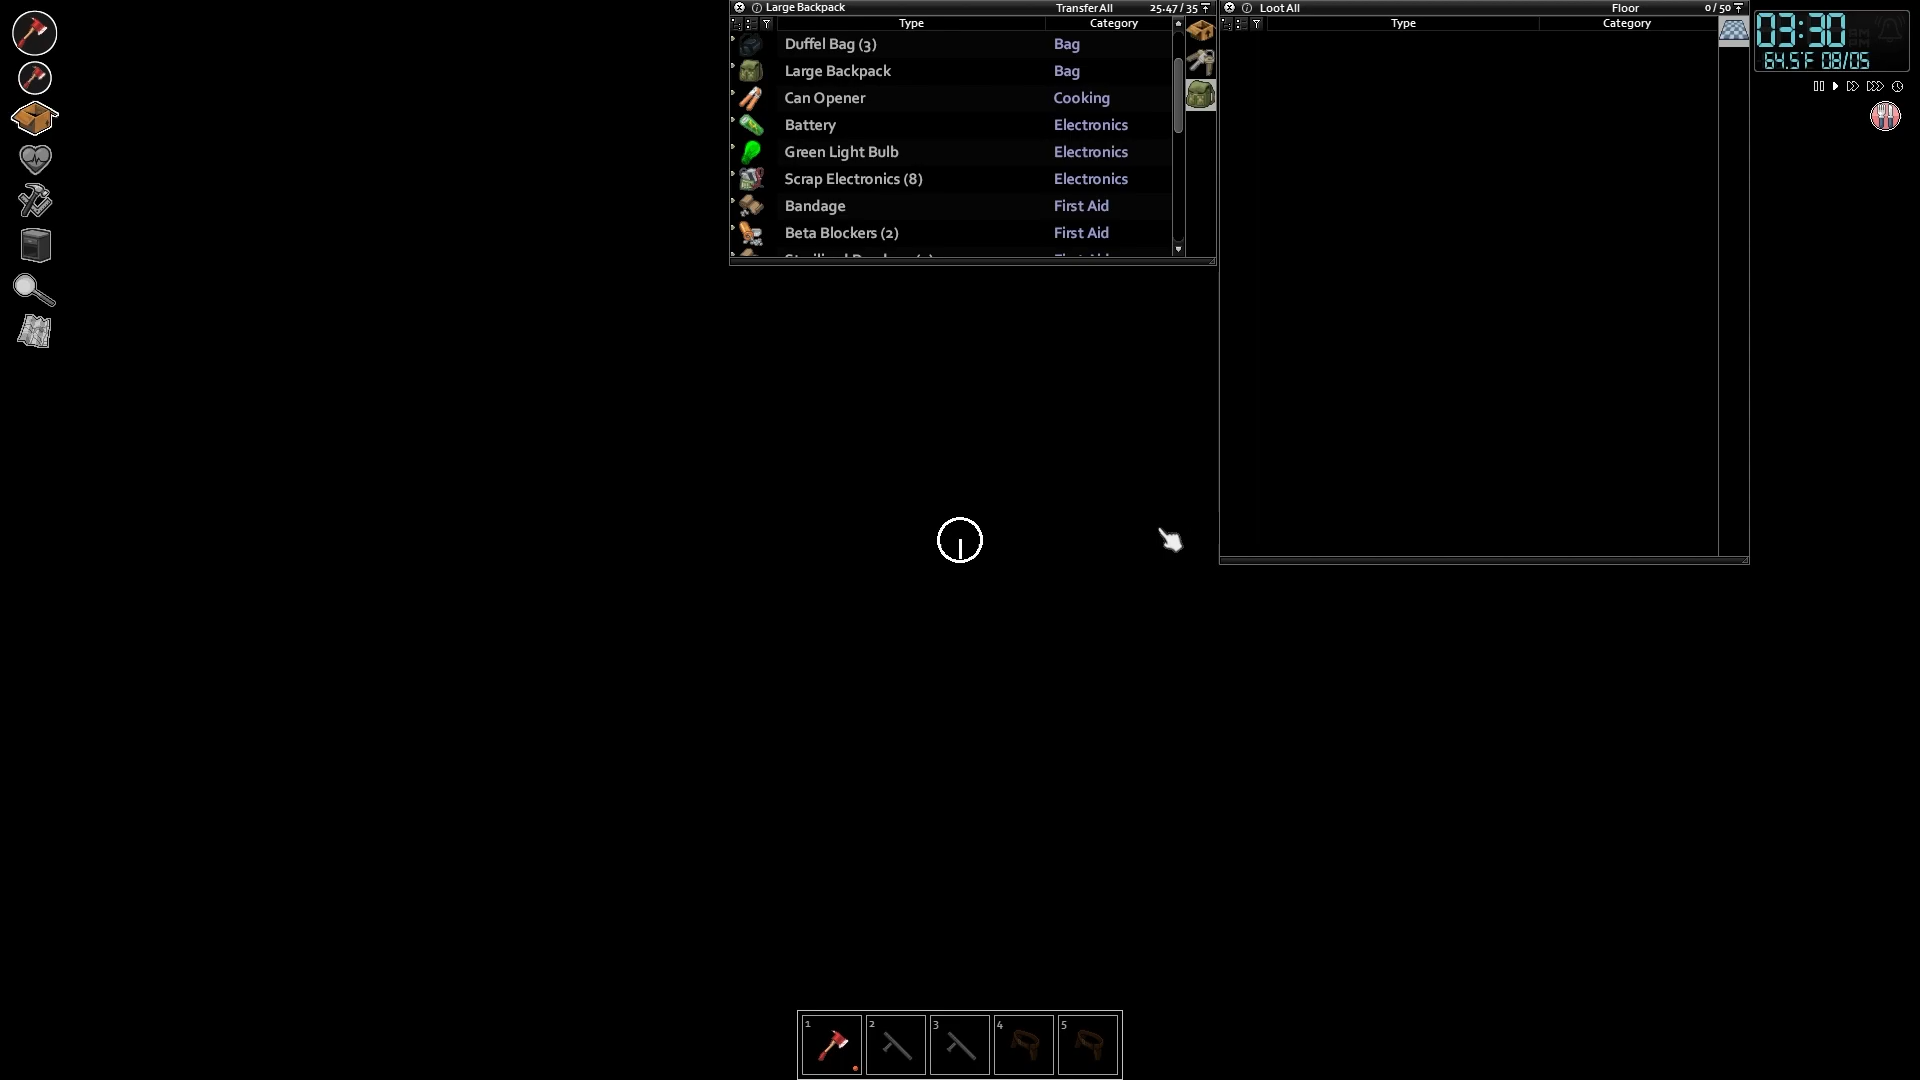 Large Backpack Transfer All 25.47 / 35
Loot All Floor 0 / 50
Type Category
Type Category
03:30
64.5°F 08/05
Duffel Bag (3) Bag
Large Backpack Bag
Can Opener Cooking
Battery Electronics
Green Light Bulb Electronics
Scrap Electronics (8) Electronics
Bandage First Aid
Beta Blockers (2) First Aid
1 2 3 4 5